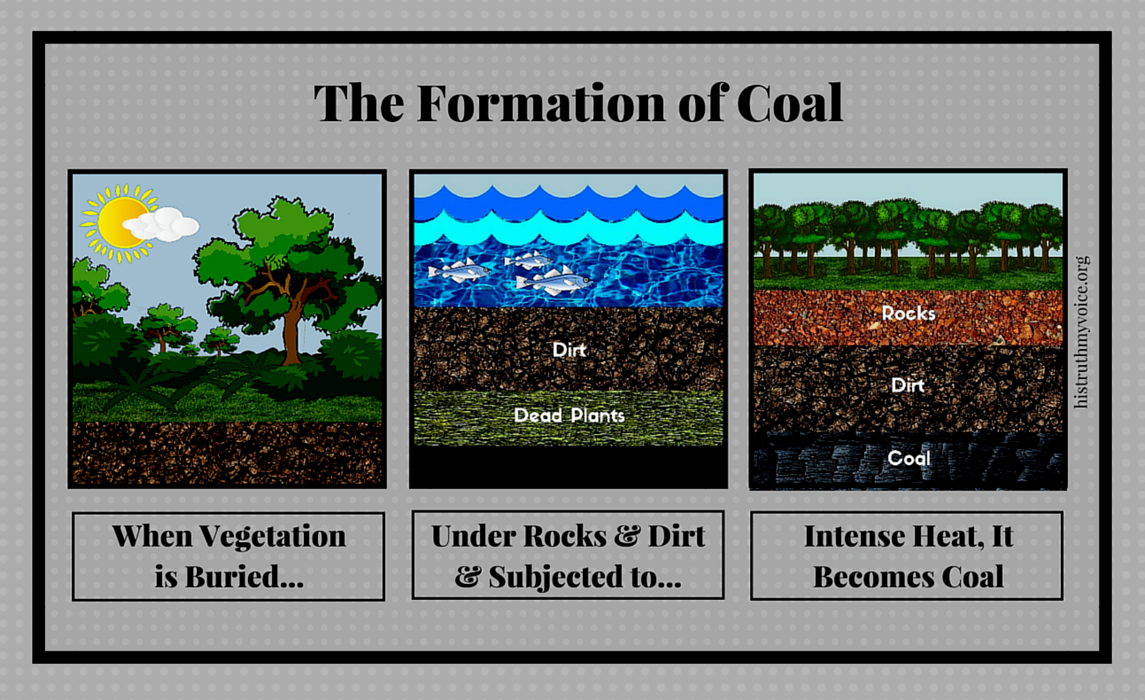 The Formation of Coal
Dirt
Dead Plants
Rocks
Dirt
Coal
histruthmyvoice.org
When Vegetation
is Buried...
Under Rocks & Dirt
& Subjected to...
Intense Heat, It
Becomes Coal